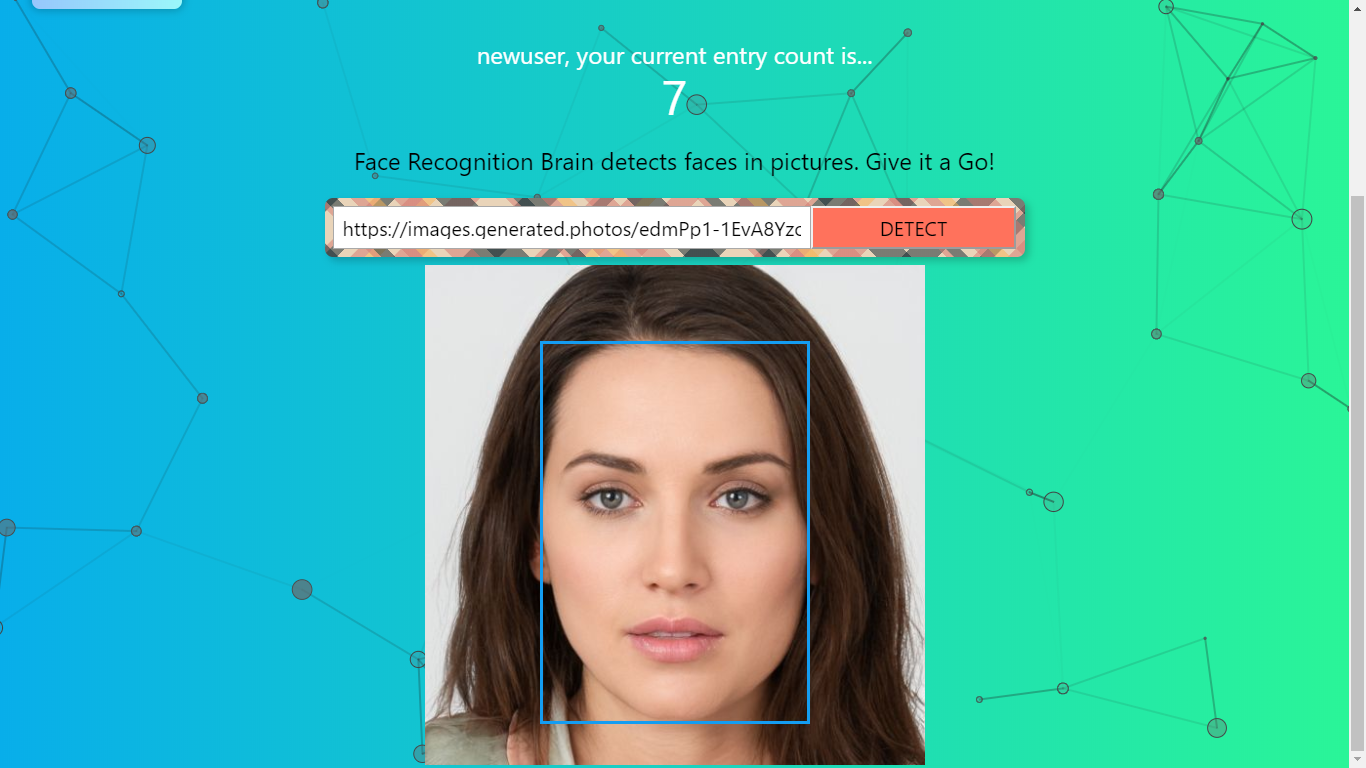 newuser, your current entry count is...
7
Face Recognition Brain detects faces in pictures. Give it a Go!
https://images.generated.photos/edmPp1-1EvA8Yzc
DETECT